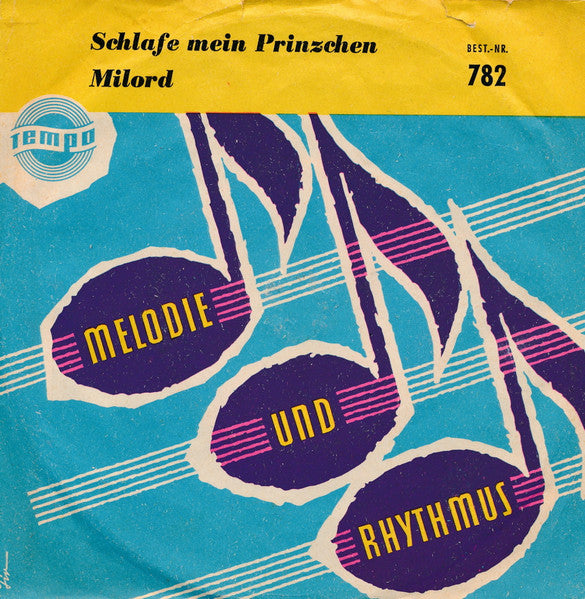 Schlafe mein Prinzchen
Milord
BEST.-NR.
782
tempo
MELODIE
UND
RHYTHMUS